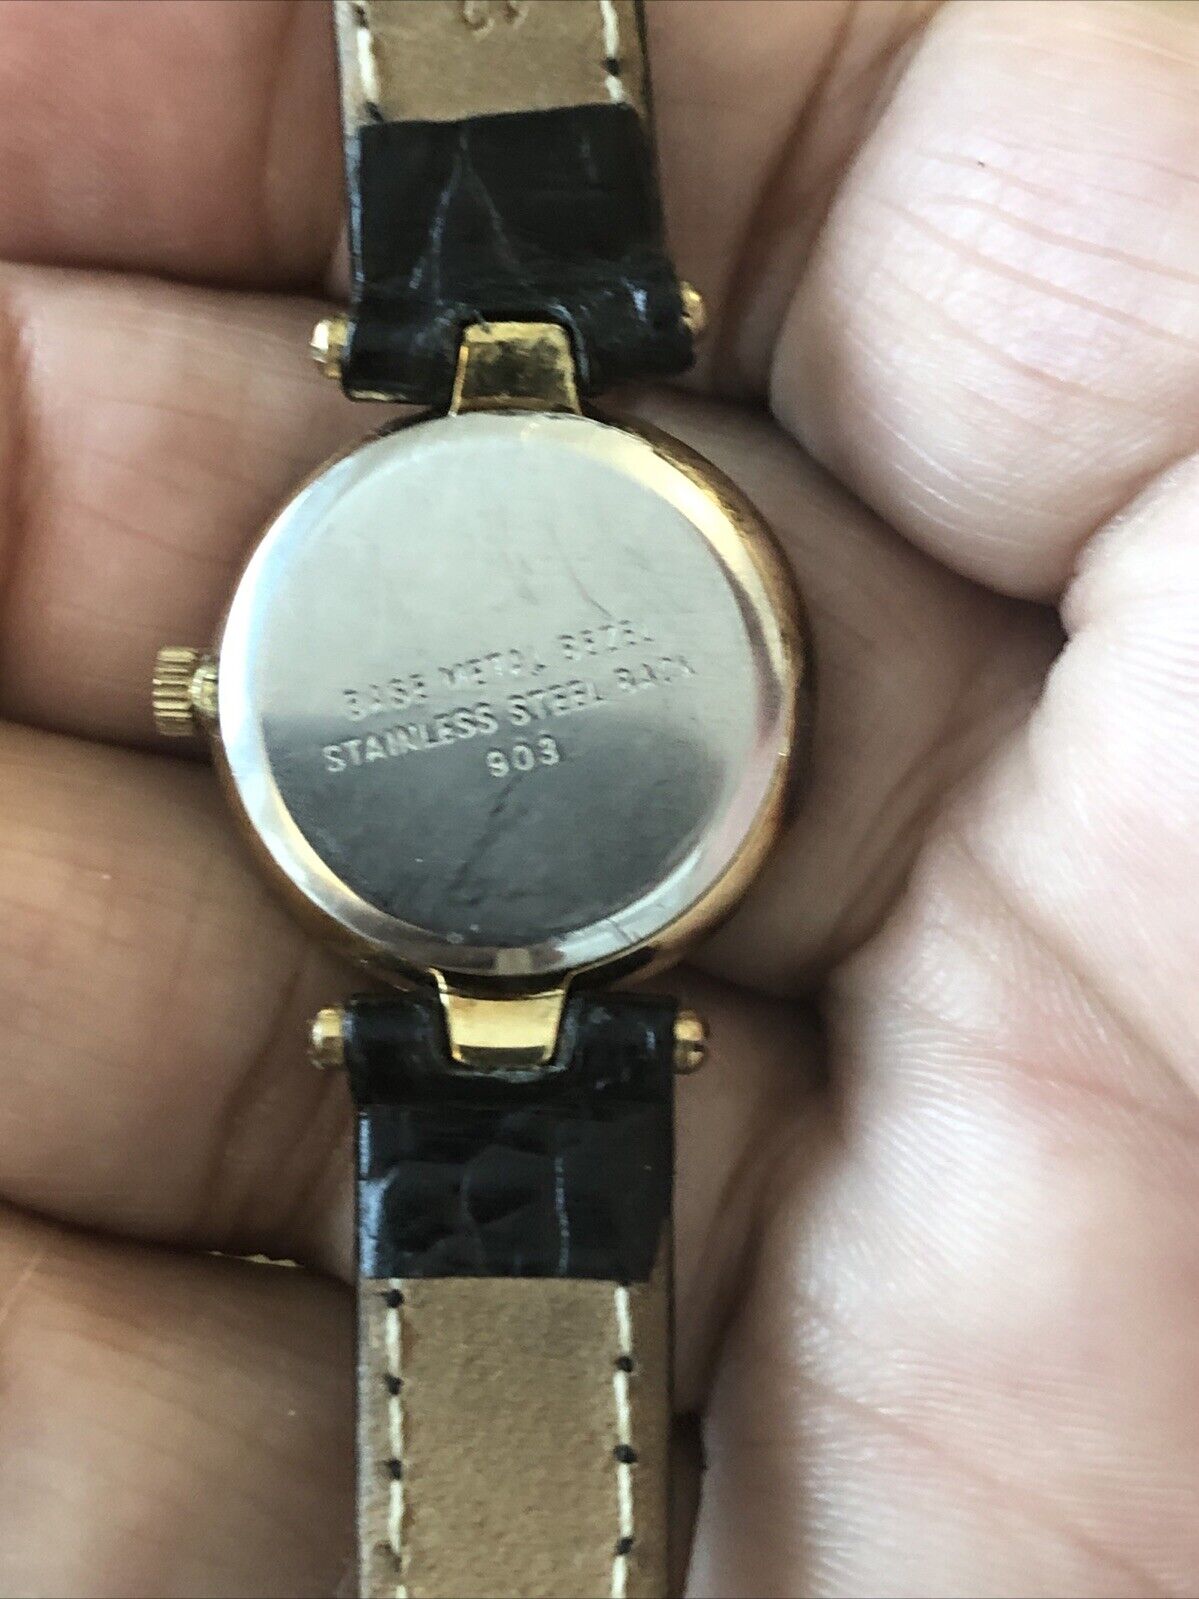 BASE METAL BEZEL
STAINLESS STEEL BACK
903